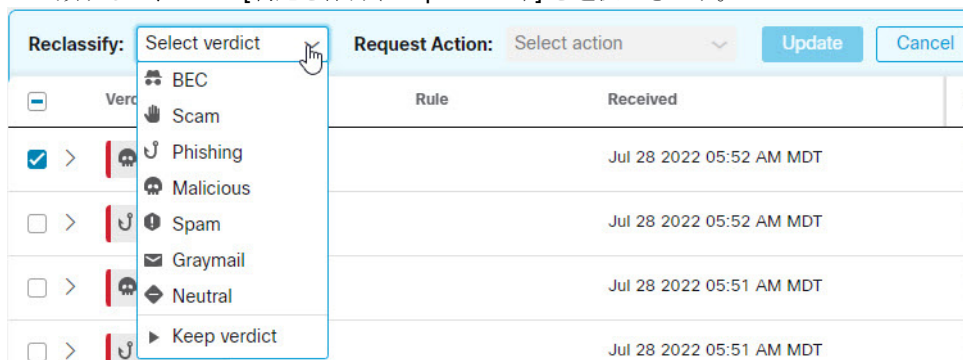 Reclassify: Select verdict Request Action: Select action Update Cancel
BEC
Verd Rule Received
Scam
Phishing Jul 28 2022 05:52 AM MDT
Malicious
Spam Jul 28 2022 05:52 AM MDT
Graymail
Neutral Jul 28 2022 05:51 AM MDT
Keep verdict
Jul 28 2022 05:51 AM MDT